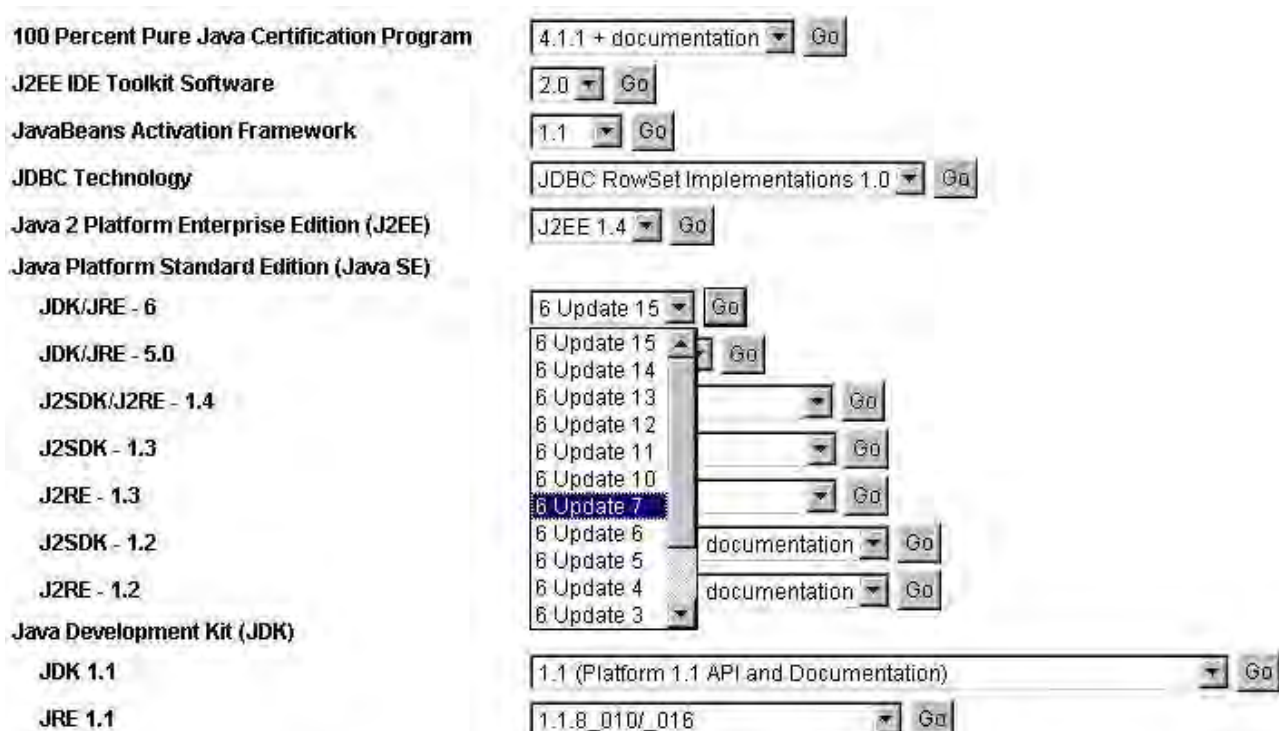 100 Percent Pure Java Certification Program 4.1.1 + documentation Go
J2EE IDE Toolkit Software 2.0 Go
JavaBeans Activation Framework 1.1 Go
JDBC Technology JDBC RowSet Implementations 1.0 Go
Java 2 Platform Enterprise Edition (J2EE) J2EE 1.4 Go
Java Platform Standard Edition (Java SE)
JDK/JRE - 6 6 Update 15 Go
6 Update 15
JDK/JRE - 5.0 Go
6 Update 14
6 Update 13
J2SDK/J2RE - 1.4 Go
6 Update 12
6 Update 11
J2SDK - 1.3 Go
6 Update 10
J2RE - 1.3 6 Update 7 Go
6 Update 6
J2SDK - 1.2 documentation Go
6 Update 5
6 Update 4
J2RE - 1.2 documentation Go
6 Update 3
Java Development Kit (JDK)
JDK 1.1 1.1 (Platform 1.1 API and Documentation) Go
JRE 1.1 1.1.8_010/_016 Go